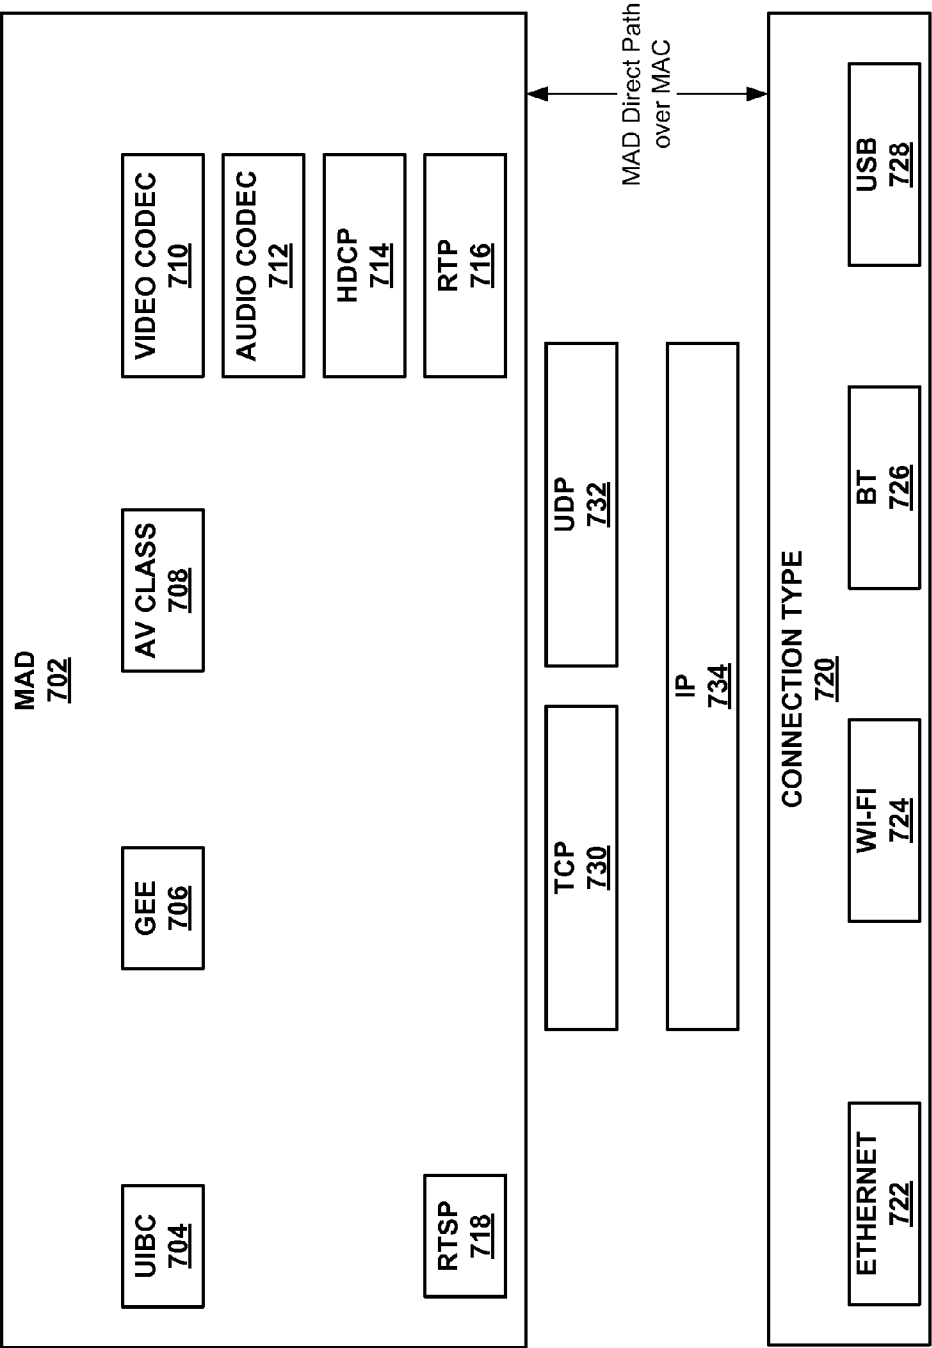 MAD
702
UIBC
704
GEE
706
AV CLASS
708
VIDEO CODEC
710
AUDIO CODEC
712
HDCP
714
RTP
716
RTSP
718
TCP
730
UDP
732
IP
734
MAD Direct Path
over MAC
CONNECTION TYPE
720
ETHERNET
722
WI-FI
724
BT
726
USB
728